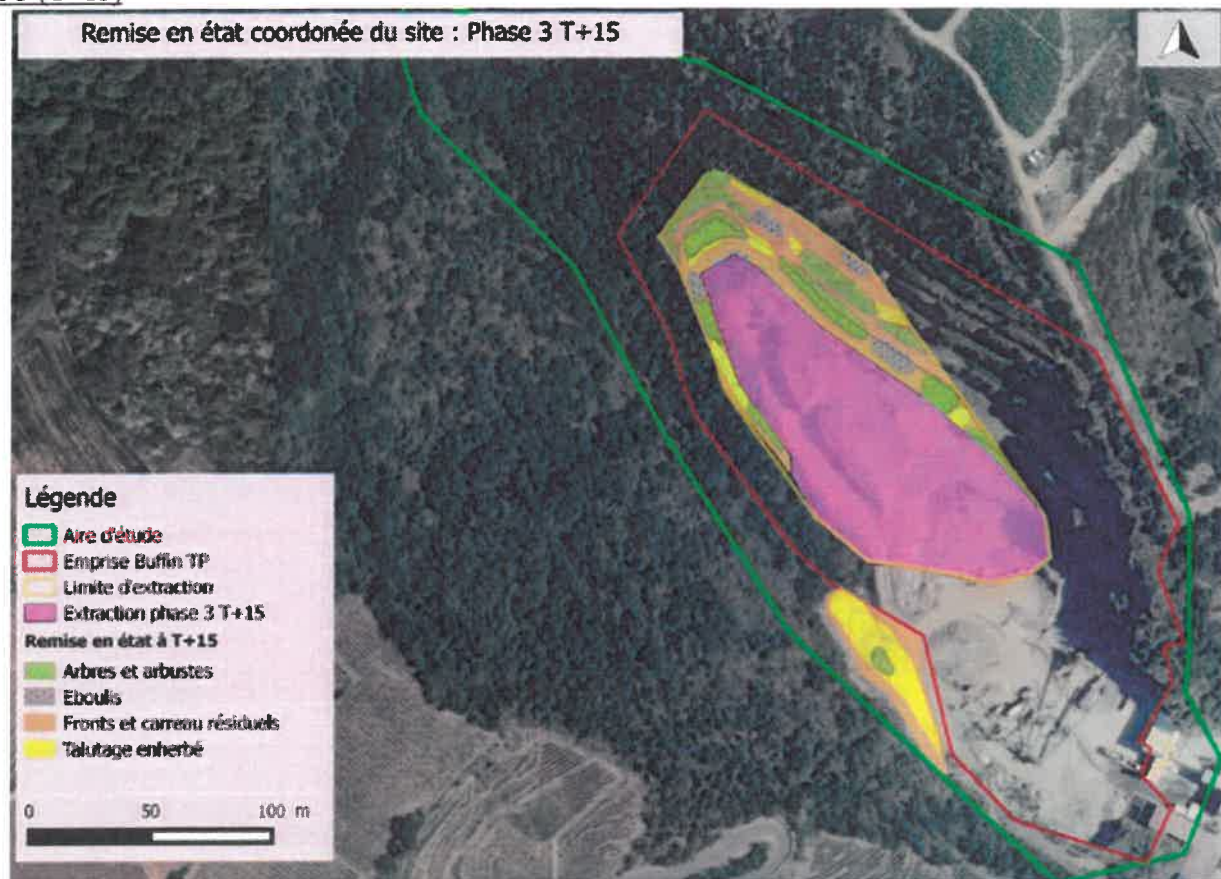 Remise en état coordonée du site : Phase 3 T+15
Légende
Aire d'étude
Emprise Buffin TP
Limite d'extraction
Extraction phase 3 T+15
Remise en état à T+15
Arbres et arbustes
Eboulis
Fronts et carreau résiduels
Talutage enherbé
0 50 100 m